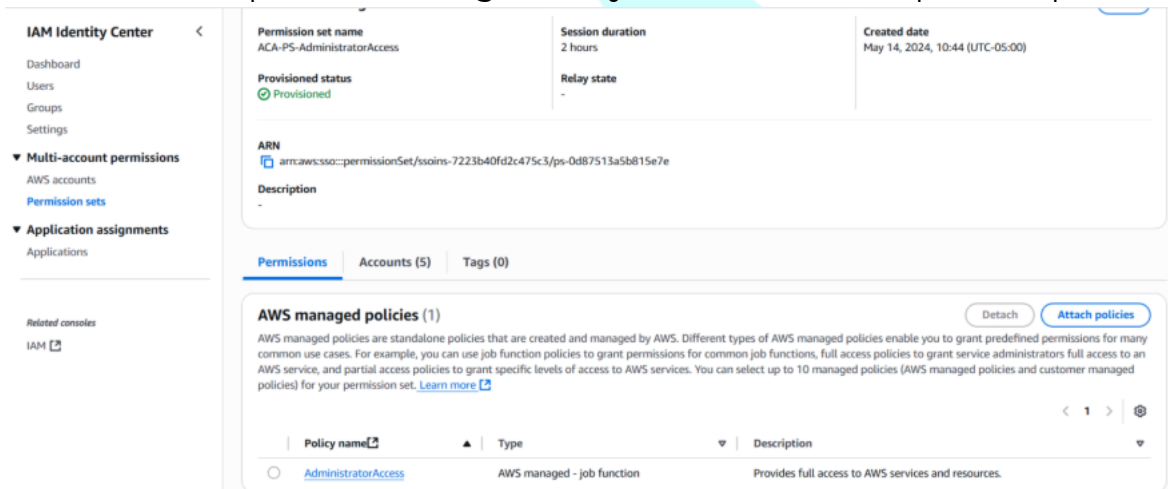 IAM Identity Center
Dashboard
Users
Groups
Settings
Multi-account permissions
AWS accounts
Permission sets
Application assignments
Applications
Related consoles
IAM
Permission set name
ACA-PS-AdministratorAccess
Session duration
2 hours
Created date
May 14, 2024, 10:44 (UTC-05:00)
Provisioned status
Provisioned
Relay state
-
ARN
arn:aws:sso:::permissionSet/ssoins-7223b40fd2c475c3/ps-0d87513a5b815e7e
Description
-
Permissions Accounts (5) Tags (0)
AWS managed policies (1)
Detach Attach policies
AWS managed policies are standalone policies that are created and managed by AWS. Different types of AWS managed policies enable you to grant predefined permissions for many
common use cases. For example, you can use job function policies to grant permissions for common job functions, full access policies to grant service administrators full access to an
AWS service, and partial access policies to grant specific levels of access to AWS services. You can select up to 10 managed policies (AWS managed policies and customer managed
policies) for your permission set. Learn more
1
Policy name Type Description
AdministratorAccess AWS managed - job function Provides full access to AWS services and resources.